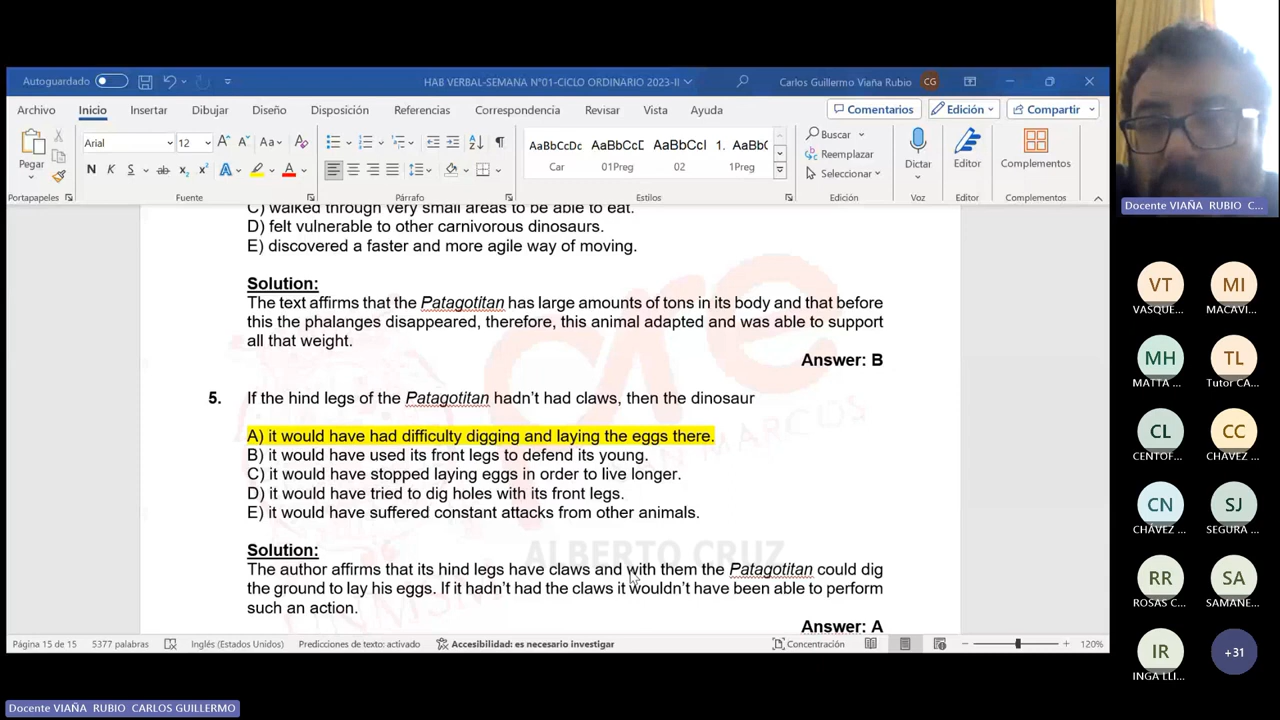 Autoguardado
HAB VERBAL-SEMANA N°01-CICLO ORDINARIO 2023-II
Carlos Guillermo Viaña Rubio
CG
Archivo
Inicio
Insertar
Dibujar
Diseño
Disposición
Referencias
Correspondencia
Revisar
Vista
Ayuda
Comentarios
Edición
Compartir
Pegar
Arial
12
Portapapeles
Fuente
Párrafo
AaBbCcDc
AaBbCcD
AaBbCcI
1. AaBbC
Car
01Preg
02
1Preg
Estilos
Buscar
Reemplazar
Seleccionar
Edición
Dictar
Voz
Editor
Editor
Complementos
Complementos
C) walked through very small areas to be able to eat.
D) felt vulnerable to other carnivorous dinosaurs.
E) discovered a faster and more agile way of moving.
Solution:
The text affirms that the Patagotitan has large amounts of tons in its body and that before
this the phalanges disappeared, therefore, this animal adapted and was able to support
all that weight.
Answer: B
5. If the hind legs of the Patagotitan hadn't had claws, then the dinosaur
A) it would have had difficulty digging and laying the eggs there.
B) it would have used its front legs to defend its young.
C) it would have stopped laying eggs in order to live longer.
D) it would have tried to dig holes with its front legs.
E) it would have suffered constant attacks from other animals.
Solution:
ALBERTO CRUZ
The author affirms that its hind legs have claws and with them the Patagotitan could dig
the ground to lay his eggs. If it hadn't had the claws it wouldn't have been able to perform
such an action.
Answer: A
Página 15 de 15
5377 palabras
Inglés (Estados Unidos)
Predicciones de texto: activado
Accesibilidad: es necesario investigar
Concentración
120%
Docente VIAÑA RUBIO C...
VT
VASQUE...
MI
MACAVI...
MH
MATTA ...
TL
Tutor CA...
CL
CENTOF...
CC
CHAVEZ ...
CN
CHÁVEZ ...
SJ
SEGURA ...
RR
ROSAS C...
SA
SAMANE...
IR
INGA LLI...
+31
Docente VIAÑA RUBIO CARLOS GUILLERMO